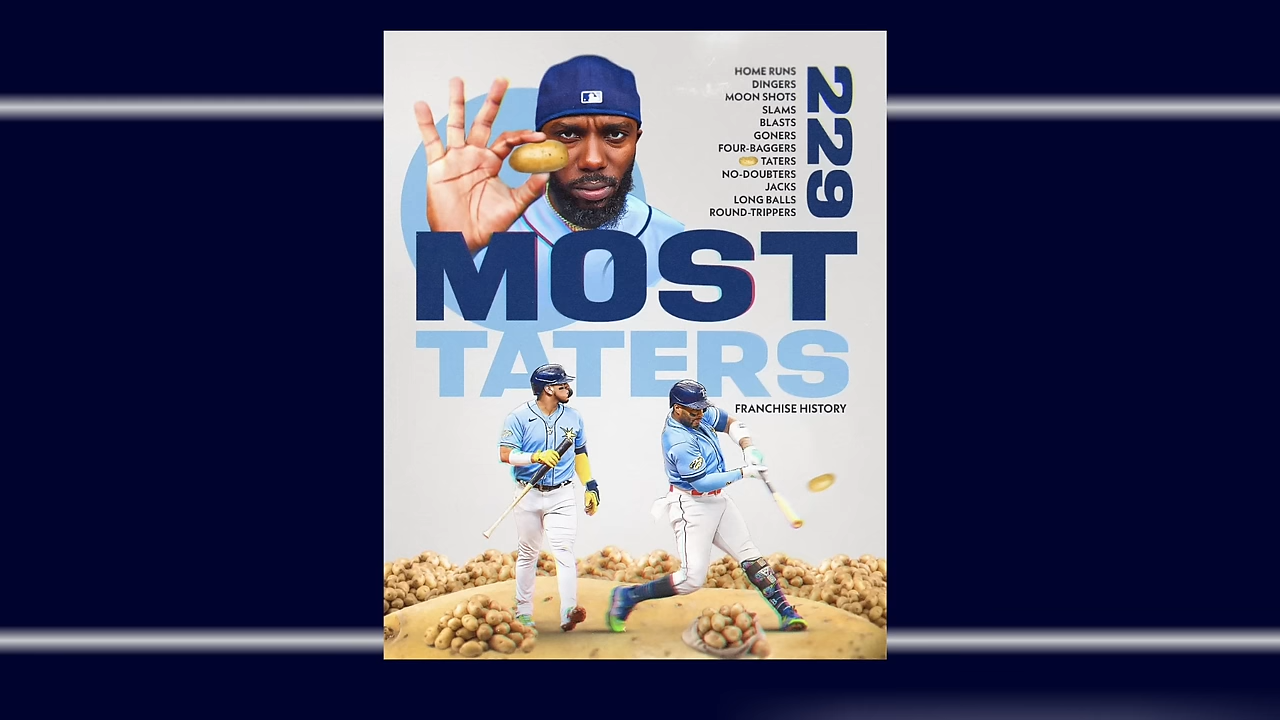 HOME RUNS
DINGERS
MOON SHOTS
SLAMS
BLASTS
GONERS
FOUR-BAGGERS
TATERS
NO-DOUBTERS
JACKS
LONG BALLS
ROUND-TRIPPERS
229
MOST
TATERS
FRANCHISE HISTORY